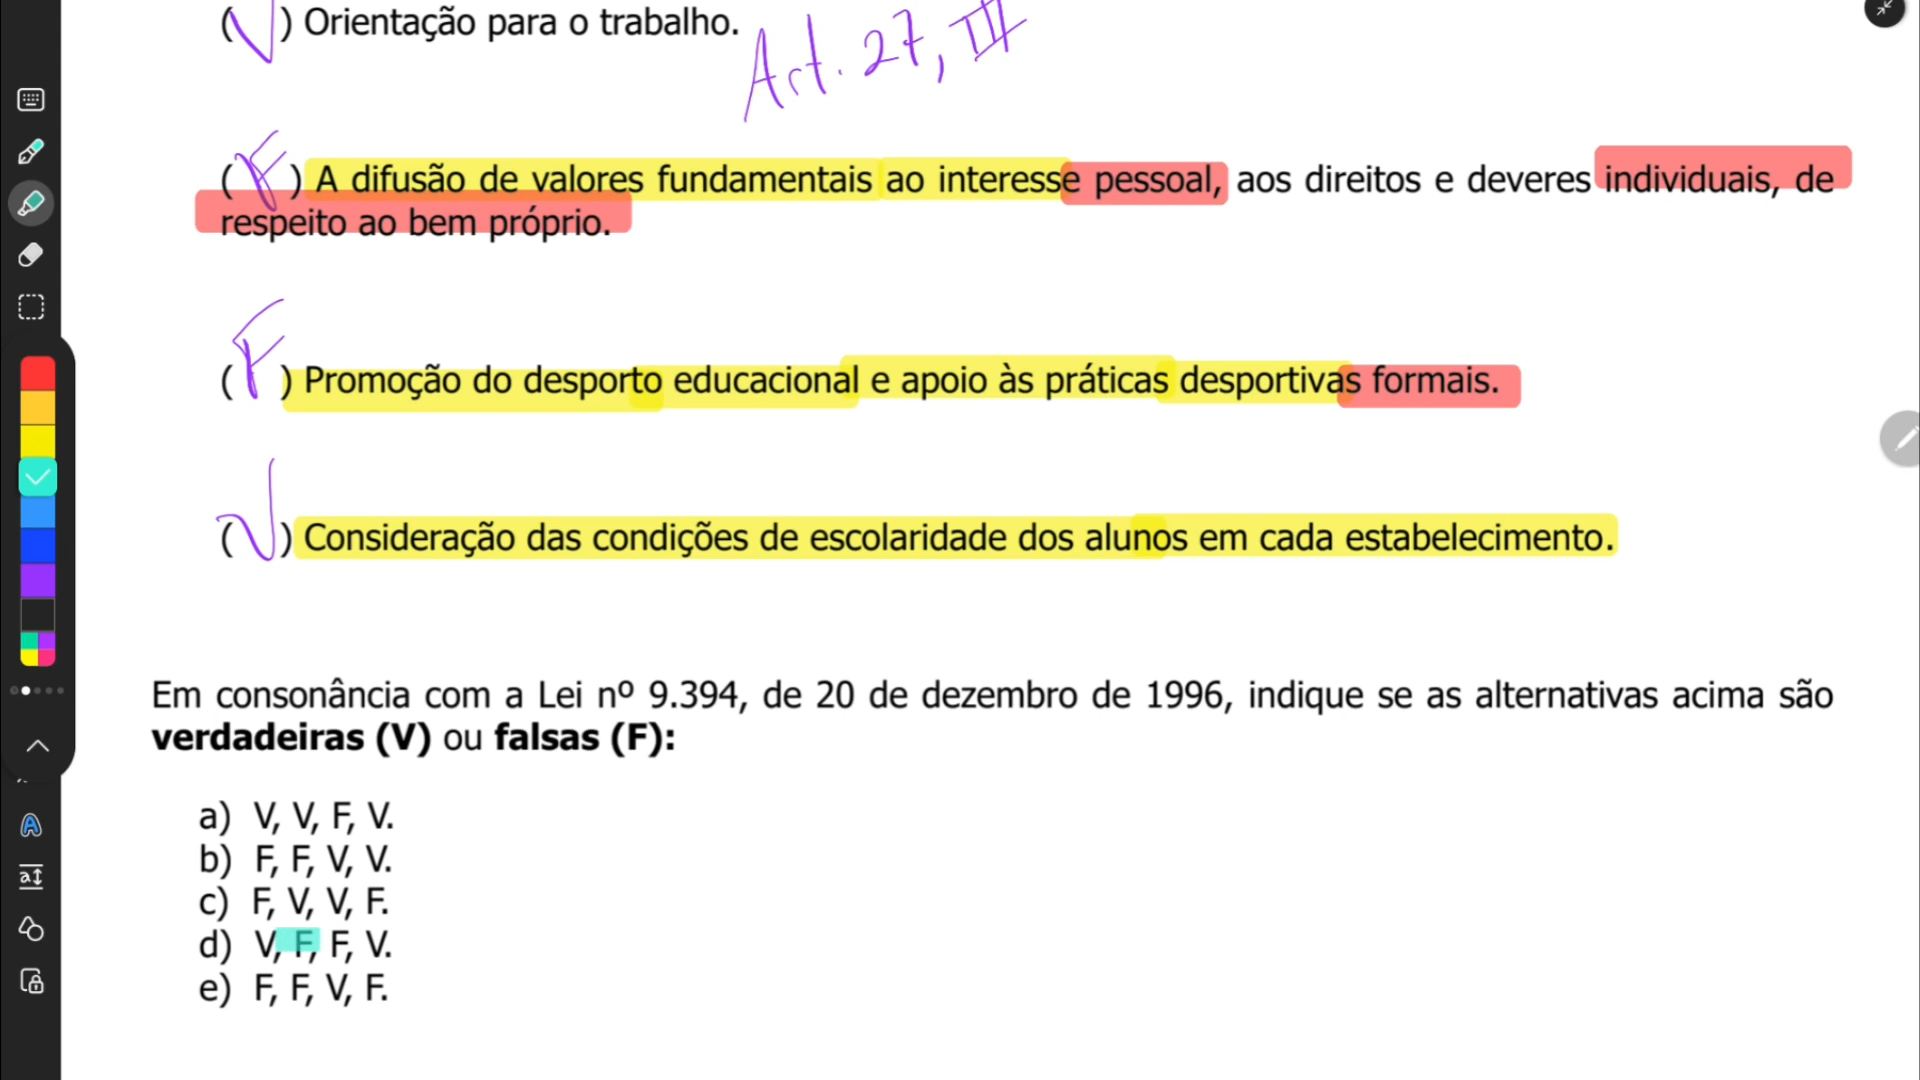 (V) Orientação para o trabalho.
Art. 27, III
(F) A difusão de valores fundamentais ao interesse pessoal, aos direitos e deveres individuais, de
respeito ao bem próprio.
(F) Promoção do desporto educacional e apoio às práticas desportivas formais.
(V) Consideração das condições de escolaridade dos alunos em cada estabelecimento.
Em consonância com a Lei nº 9.394, de 20 de dezembro de 1996, indique se as alternativas acima são
verdadeiras (V) ou falsas (F):
a) V, V, F, V.
b) F, F, V, V.
c) F, V, V, F.
d) V, F, F, V.
e) F, F, V, F.